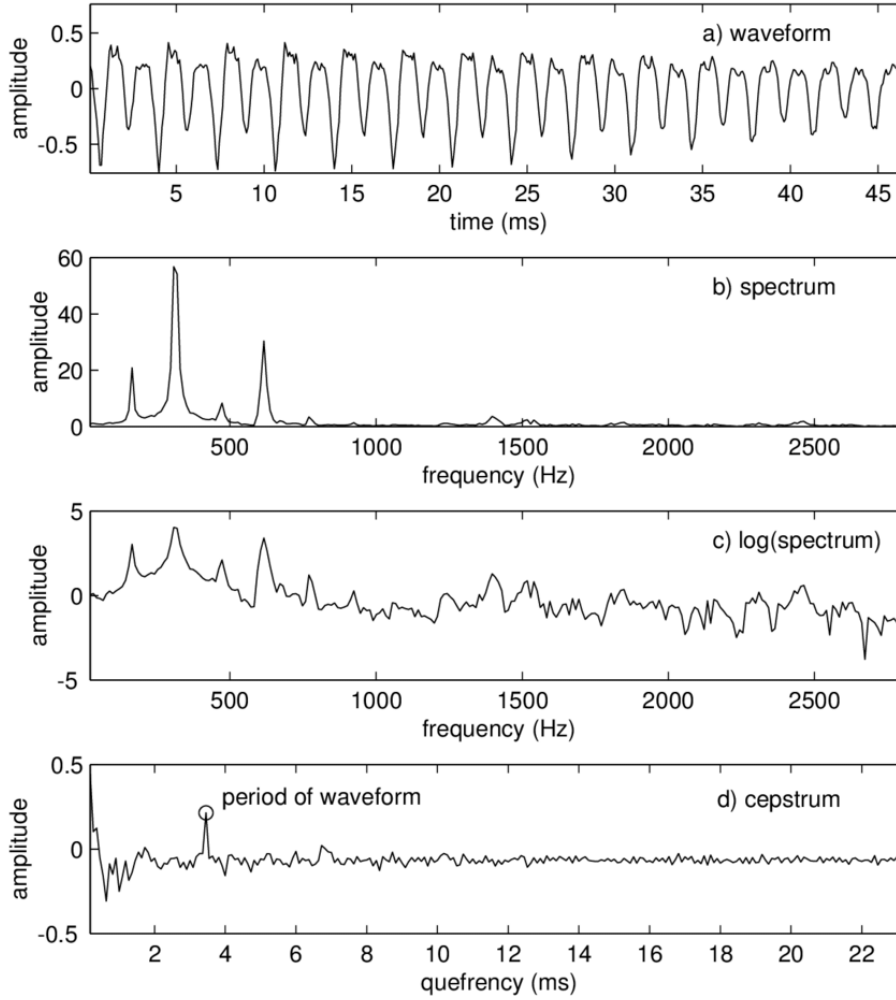 a) waveform
amplitude
0.5
0
-0.5
5 10 15 20 25 30 35 40 45
time (ms)
b) spectrum
amplitude
60
40
20
0
500 1000 1500 2000 2500
frequency (Hz)
c) log(spectrum)
amplitude
5
0
-5
500 1000 1500 2000 2500
frequency (Hz)
period of waveform
d) cepstrum
amplitude
0.5
0
-0.5
2 4 6 8 10 12 14 16 18 20 22
quefrency (ms)